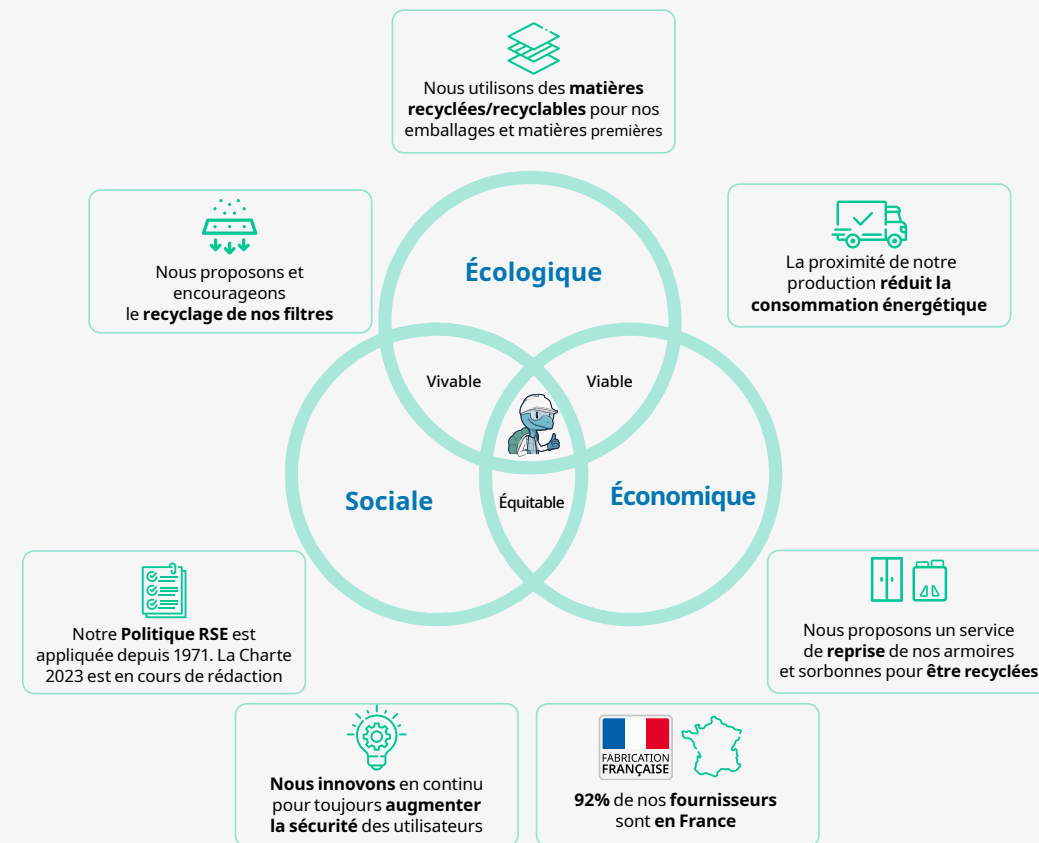 Nous utilisons des matières
recyclées/recyclables pour nos
emballages et matières premières
Nous proposons et
encourageons
le recyclage de nos filtres
La proximité de notre
production réduit la
consommation énergétique
Écologique
Vivable
Viable
Sociale
Équitable
Économique
Notre Politique RSE est
appliquée depuis 1971. La Charte
2023 est en cours de rédaction
Nous proposons un service
de reprise de nos armoires
et sorbonnes pour être recyclées
Nous innovons en continu
pour toujours augmenter
la sécurité des utilisateurs
FABRICATION
FRANÇAISE
92% de nos fournisseurs
sont en France